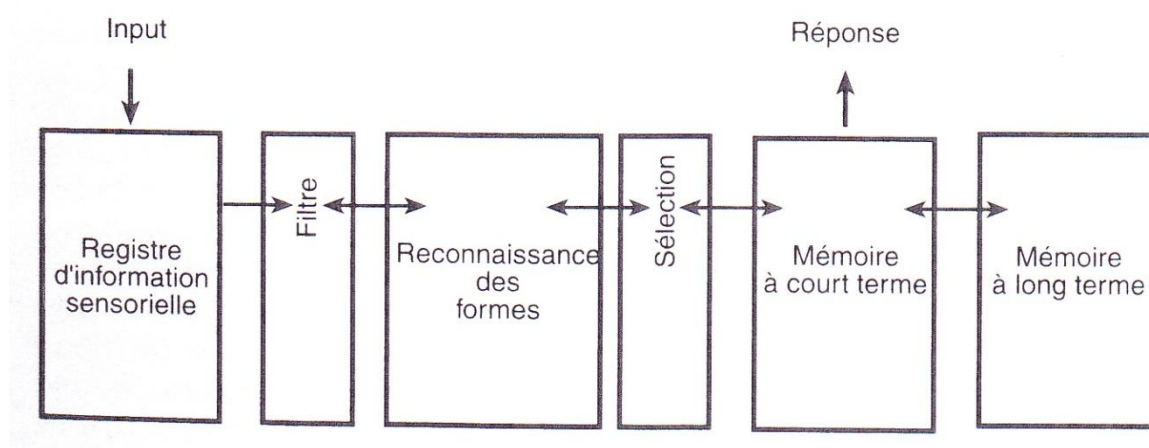 Input
Réponse
Registre
d'information
sensorielle
Filtre
Reconnaissance
des
formes
Sélection
Mémoire
à court terme
Mémoire
à long terme